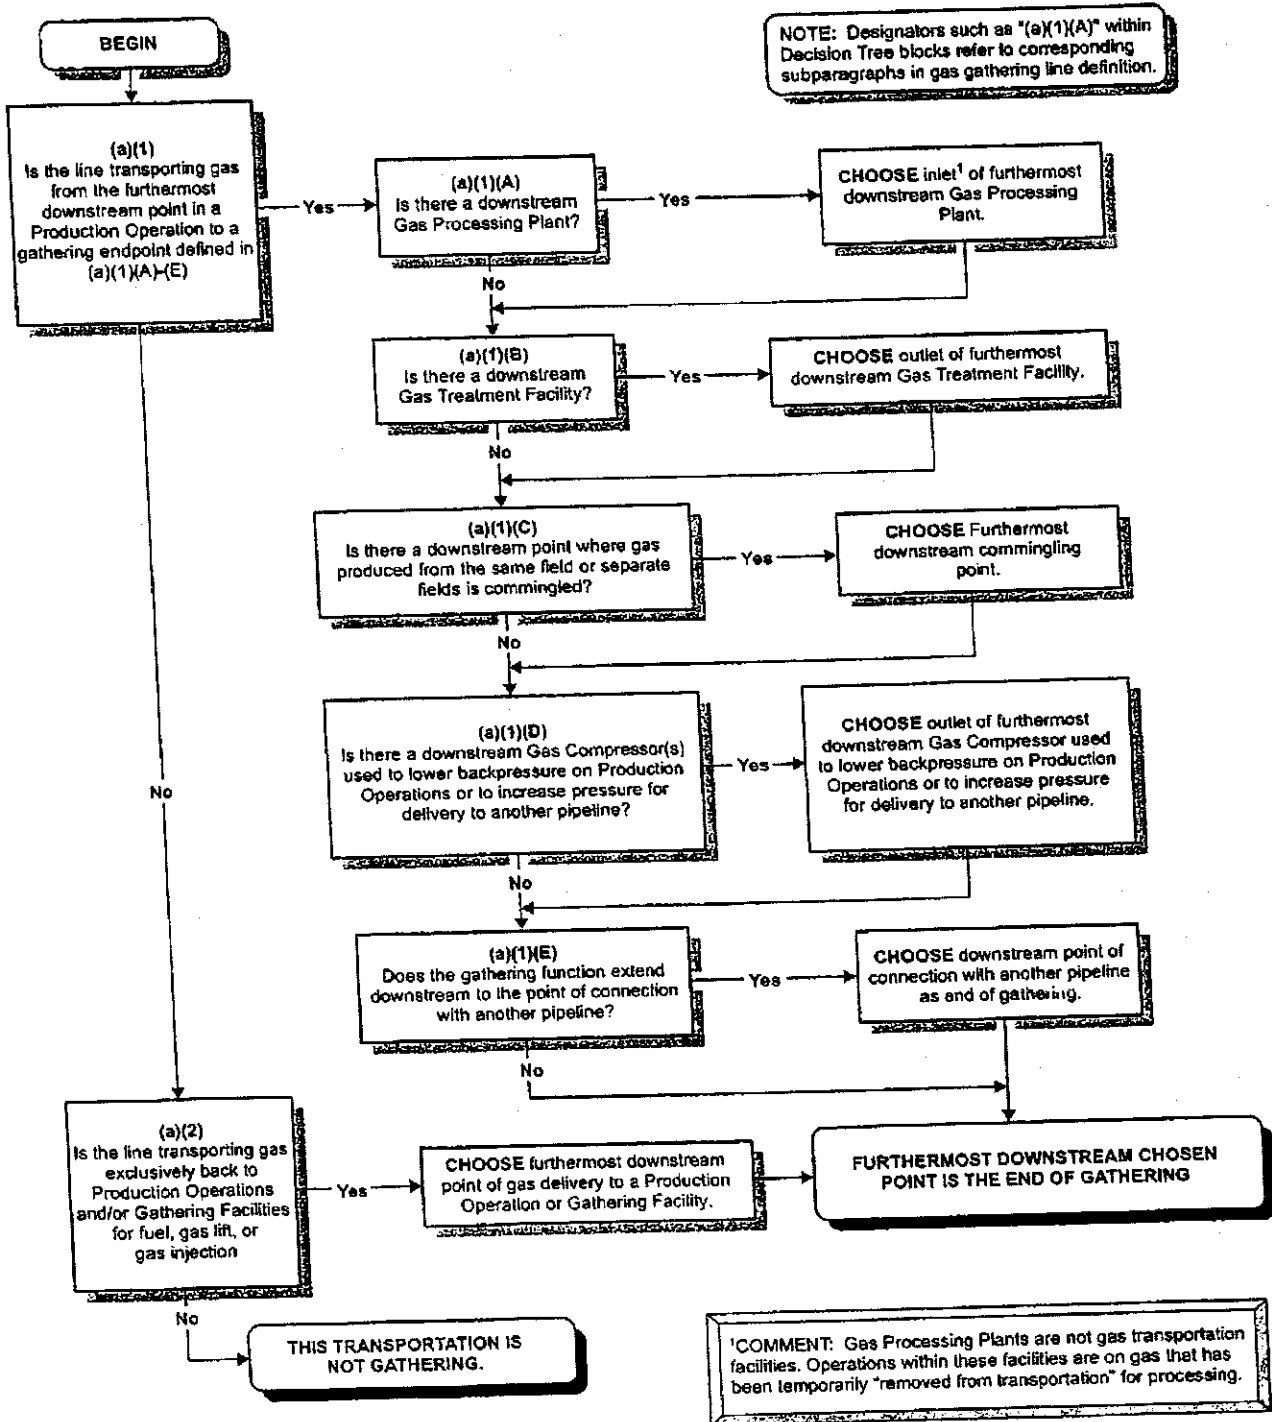 BEGIN
NOTE: Designators such as "(a)(1)(A)" within
Decision Tree blocks refer to corresponding
subparagraphs in gas gathering line definition.
(a)(1)
Is the line transporting gas
from the furthermost
downstream point in a
Production Operation to a
gathering endpoint defined in
(a)(1)(A)-(E)
Yes
(a)(1)(A)
Is there a downstream
Gas Processing Plant?
Yes
CHOOSE inlet¹ of furthermost
downstream Gas Processing
Plant.
No
(a)(1)(B)
Is there a downstream
Gas Treatment Facility?
Yes
CHOOSE outlet of furthermost
downstream Gas Treatment Facility.
No
(a)(1)(C)
Is there a downstream point where gas
produced from the same field or separate
fields is commingled?
Yes
CHOOSE Furthermost
downstream commingling
point.
No
(a)(1)(D)
Is there a downstream Gas Compressor(s)
used to lower backpressure on Production
Operations or to increase pressure for
delivery to another pipeline?
Yes
CHOOSE outlet of furthermost
downstream Gas Compressor used
to lower backpressure on Production
Operations or to increase pressure
for delivery to another pipeline.
No
No
(a)(1)(E)
Does the gathering function extend
downstream to the point of connection
with another pipeline?
Yes
CHOOSE downstream point of
connection with another pipeline
as end of gathering.
No
(a)(2)
Is the line transporting gas
exclusively back to
Production Operations
and/or Gathering Facilities
for fuel, gas lift, or
gas injection
Yes
CHOOSE furthermost downstream
point of gas delivery to a Production
Operation or Gathering Facility.
FURTHERMOST DOWNSTREAM CHOSEN
POINT IS THE END OF GATHERING
No
THIS TRANSPORTATION IS
NOT GATHERING.
¹COMMENT: Gas Processing Plants are not gas transportation
facilities. Operations within these facilities are on gas that has
been temporarily "removed from transportation" for processing.